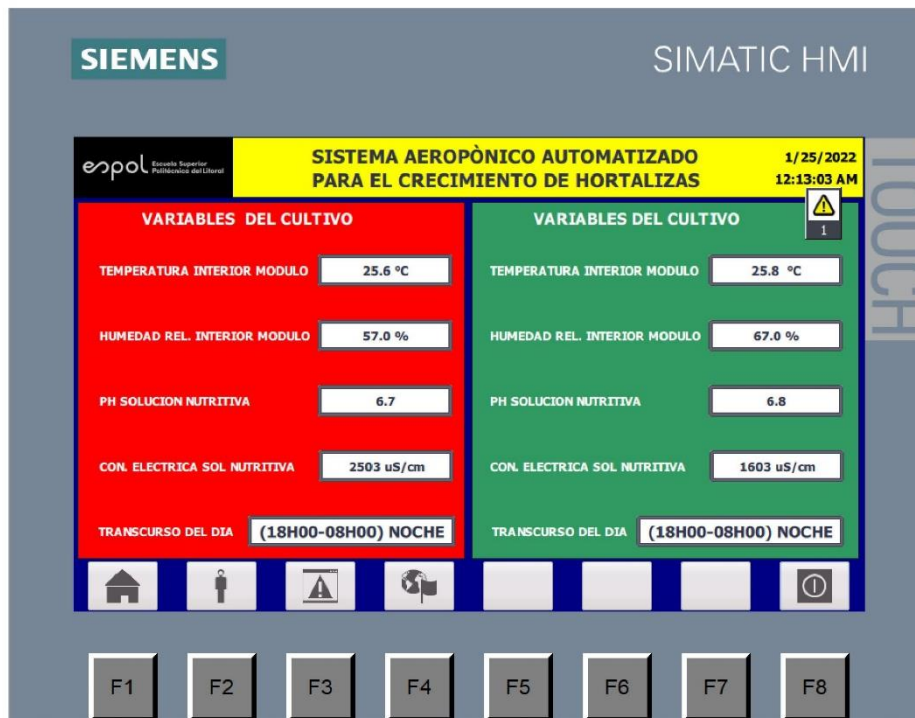 SIEMENS
SIMATIC HMI
TOUCH
espol Escuela Superior
Politécnica del Litoral
SISTEMA AEROPÒNICO AUTOMATIZADO
PARA EL CRECIMIENTO DE HORTALIZAS
1/25/2022
12:13:03 AM
1
VARIABLES DEL CULTIVO
TEMPERATURA INTERIOR MODULO 25.6 ºC
HUMEDAD REL. INTERIOR MODULO 57.0 %
PH SOLUCION NUTRITIVA 6.7
CON. ELECTRICA SOL NUTRITIVA 2503 uS/cm
TRANSCURSO DEL DIA (18H00-08H00) NOCHE
VARIABLES DEL CULTIVO
TEMPERATURA INTERIOR MODULO 25.8 ºC
HUMEDAD REL. INTERIOR MODULO 67.0 %
PH SOLUCION NUTRITIVA 6.8
CON. ELECTRICA SOL NUTRITIVA 1603 uS/cm
TRANSCURSO DEL DIA (18H00-08H00) NOCHE
F1 F2 F3 F4 F5 F6 F7 F8